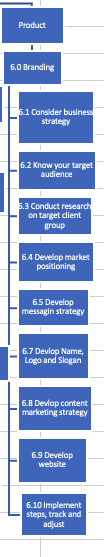 Product
6.0 Branding
6.1 Consider business
strategy
6.2 Know your target
audience
6.3 Conduct research
on target client
group
6.4 Develop market
positioning
6.5 Develop
messagin strategy
6.7 Devlop Name,
Logo and Slogan
6.8 Devlop content
marketing strategy
6.9 Devlop
website
6.10 Implement
steps, track and
adjust